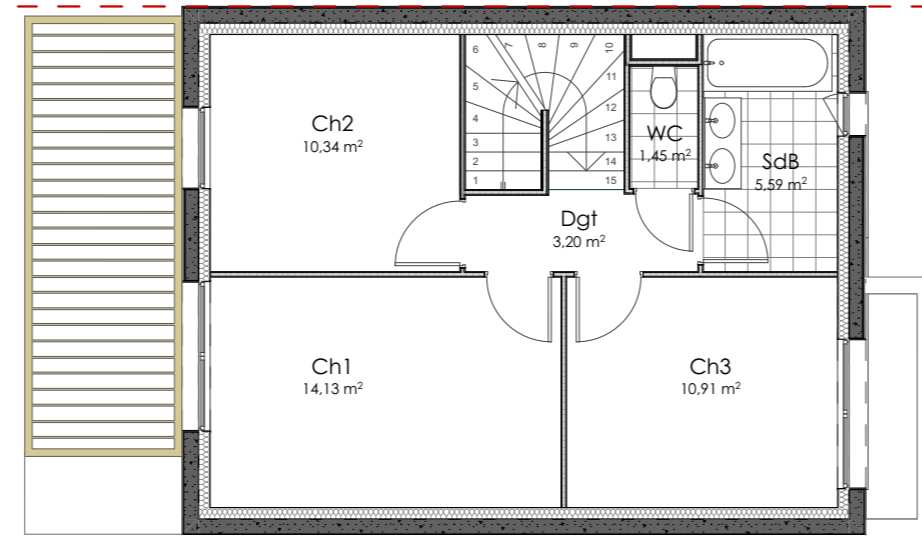 6
7
8
9
10
5
11
4
12
3
13
2
14
1
15
Ch2
10,34 m²
WC
1,45 m²
SdB
5,59 m²
Dgt
3,20 m²
Ch1
14,13 m²
Ch3
10,91 m²